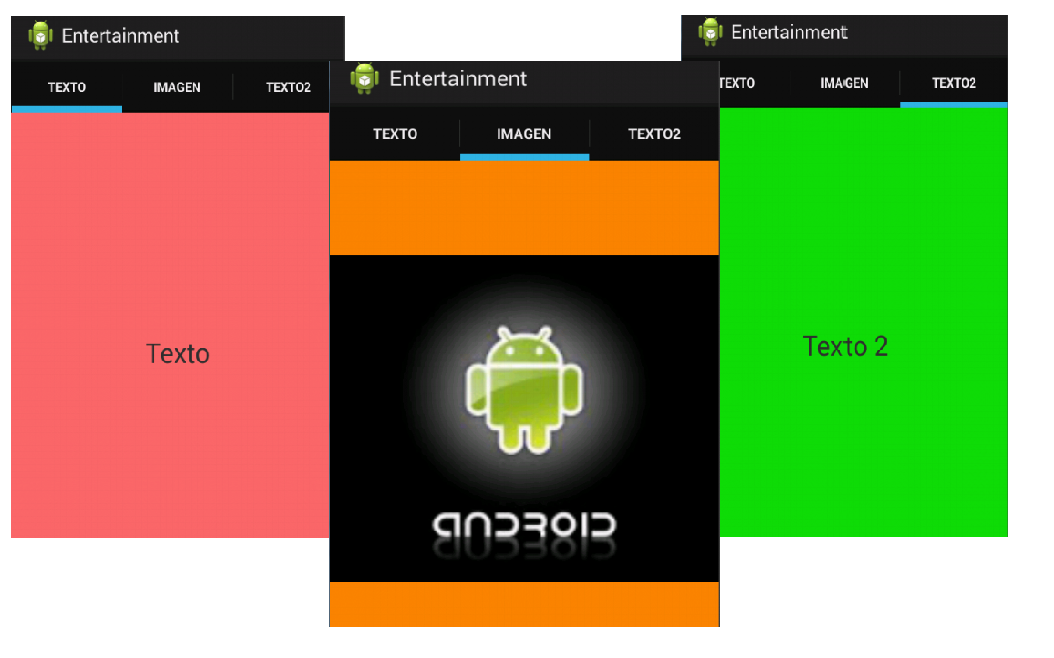 Entertainment
TEXTO IMAGEN TEXTO2
Texto
Entertainment
TEXTO IMAGEN TEXTO2
ANDROID
Entertainment
TEXTO IMAGEN TEXTO2
Texto 2